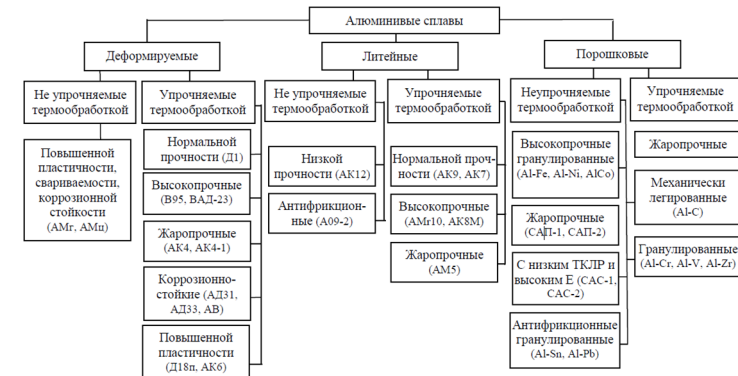 Алюминивые сплавы
Деформируемые
Литейные
Порошковые
Не упрочняемые
термообработкой
Упрочняемые
термообработкой
Не упрочняемые
термообработкой
Упрочняемые
термообработкой
Неупрочняемые
термообработкой
Упрочняемые
термообработкой
Повышенной
пластичности,
свариваемости,
коррозионной
стойкости
(АМг, АМц)
Нормальной
прочности (Д1)
Высокопрочные
(В95, ВАД-23)
Жаропрочные
(АК4, АК4-1)
Коррозионно-
стойкие (АД31,
АД33, АВ)
Повышенной
пластичности
(Д18п, АК6)
Низкой
прочности (АК12)
Антифрикцион-
ные (А09-2)
Нормальной проч-
ности (АК9, АК7)
Высокопрочные
(АМг10, АК8М)
Жаропрочные
(АМ5)
Высокопрочные
гранулированные
(Al-Fe, Al-Ni, AlCo)
Жаропрочные
(САП-1, САП-2)
С низким ТКЛР и
высоким Е (САС-1,
САС-2)
Антифрикционные
гранулированные
(Al-Sn, Al-Pb)
Жаропрочные
Механически
легированные
(Al-C)
Гранулированные
(Al-Cr, Al-V, Al-Zr)